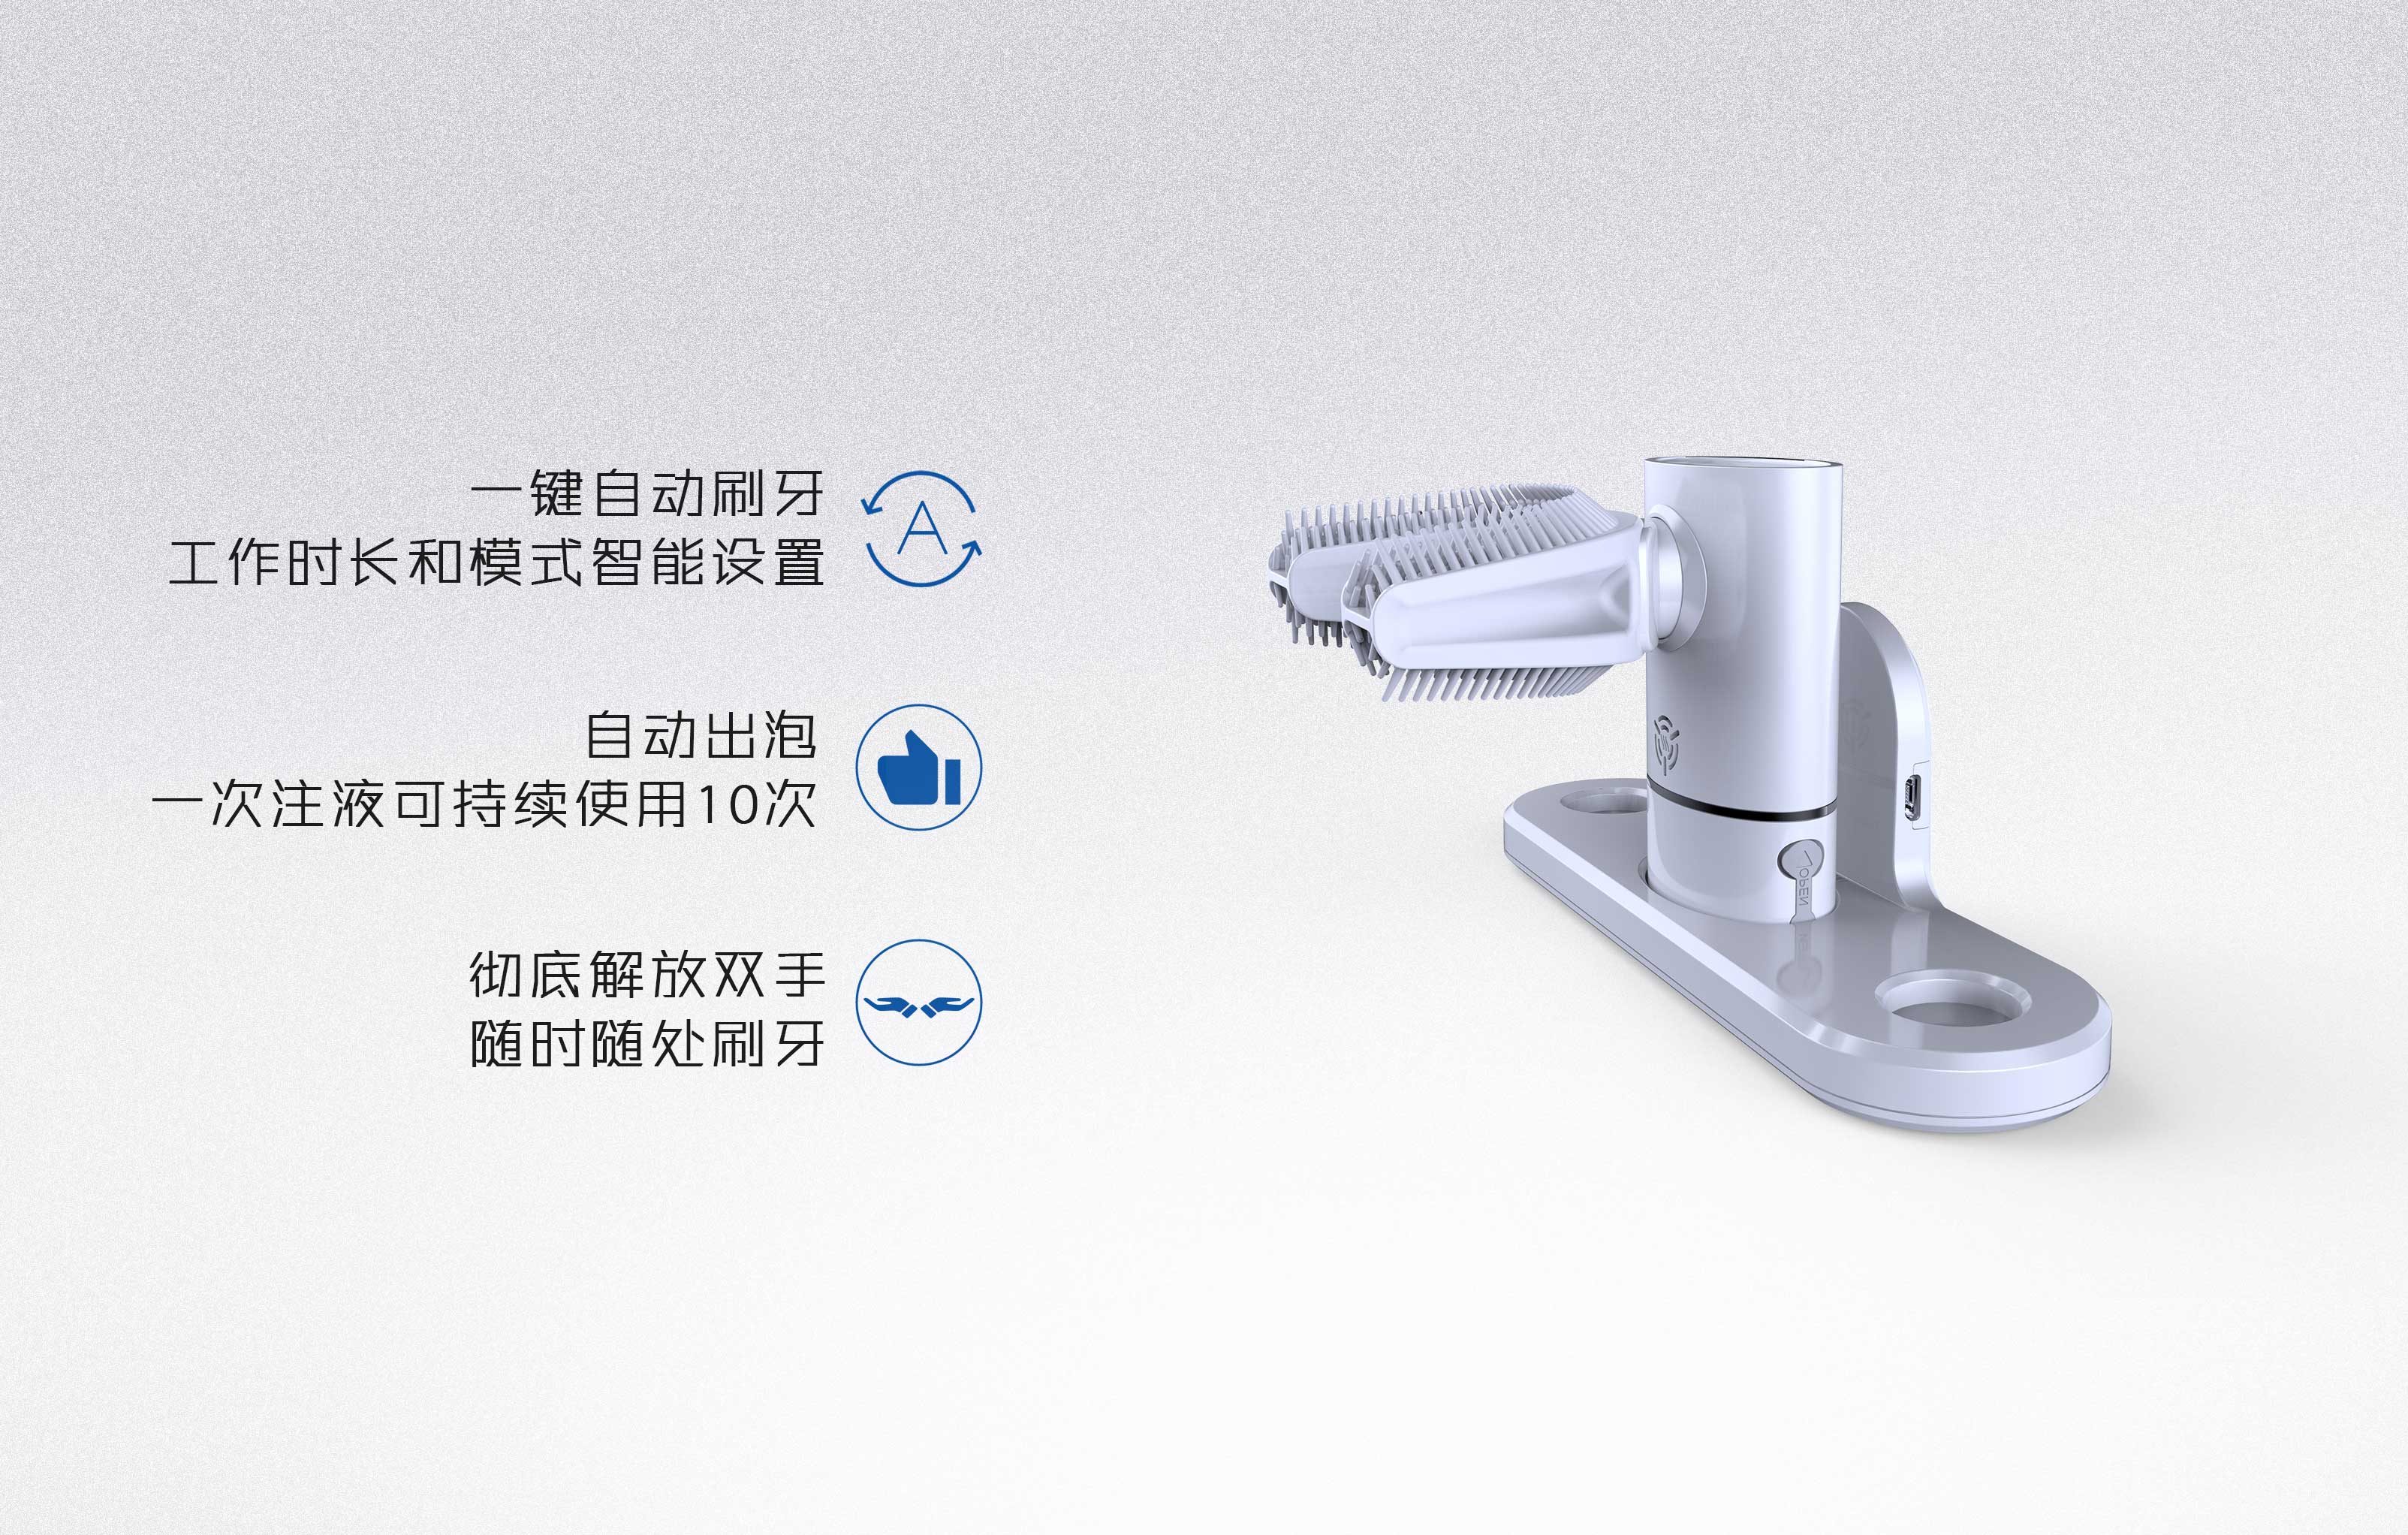 一键自动刷牙
工作时长和模式智能设置
A
自动出泡
一次注液可持续使用10次
彻底解放双手
随时随处刷牙
OPEN